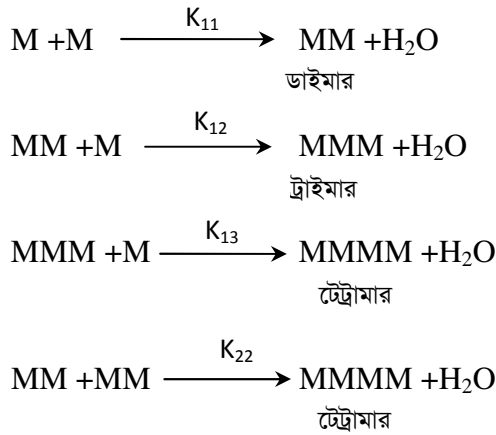 K₁₁
M +M ⟶ MM +H₂O
ডাইমার
K₁₂
MM +M ⟶ MMM +H₂O
ট্রাইমার
K₁₃
MMM +M ⟶ MMMM +H₂O
টেট্রামার
K₂₂
MM +MM ⟶ MMMM +H₂O
টেট্রামার